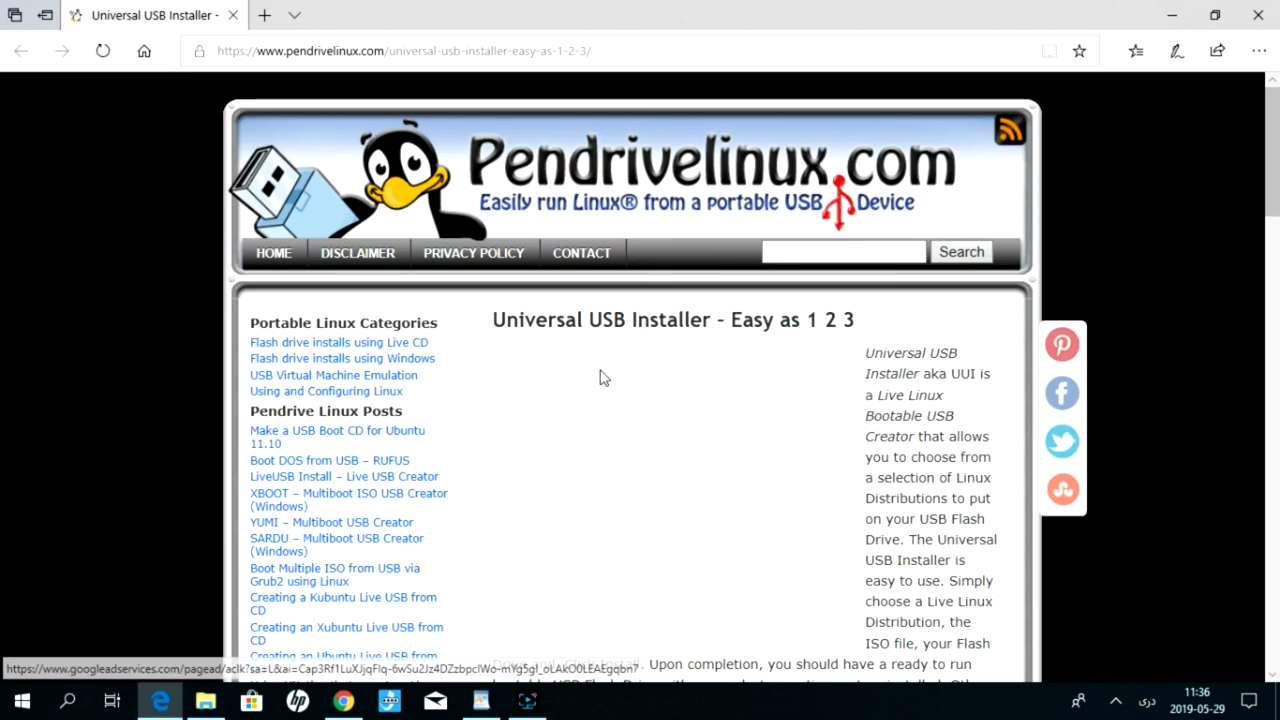 Universal USB Installer -
https://www.pendrivelinux.com/universal-usb-installer-easy-as-1-2-3/
Pendrivelinux.com
Easily run Linux® from a portable USB Device
HOME DISCLAIMER PRIVACY POLICY CONTACT Search
Portable Linux Categories
Flash drive installs using Live CD
Flash drive installs using Windows
USB Virtual Machine Emulation
Using and Configuring Linux
Pendrive Linux Posts
Make a USB Boot CD for Ubuntu
11.10
Boot DOS from USB – RUFUS
LiveUSB Install – Live USB Creator
XBOOT – Multiboot ISO USB Creator
(Windows)
YUMI – Multiboot USB Creator
SARDU – Multiboot USB Creator
(Windows)
Boot Multiple ISO from USB via
Grub2 using Linux
Creating a Kubuntu Live USB from
CD
Creating an Xubuntu Live USB from
CD
Creating an Ubuntu Live USB from
Universal USB Installer – Easy as 1 2 3
Universal USB
Installer aka UUI is
a Live Linux
Bootable USB
Creator that allows
you to choose from
a selection of Linux
Distributions to put
on your USB Flash
Drive. The Universal
USB Installer is
easy to use. Simply
choose a Live Linux
Distribution, the
ISO file, your Flash
. Upon completion, you should have a ready to run
hp
دری
11:36
2019-05-29